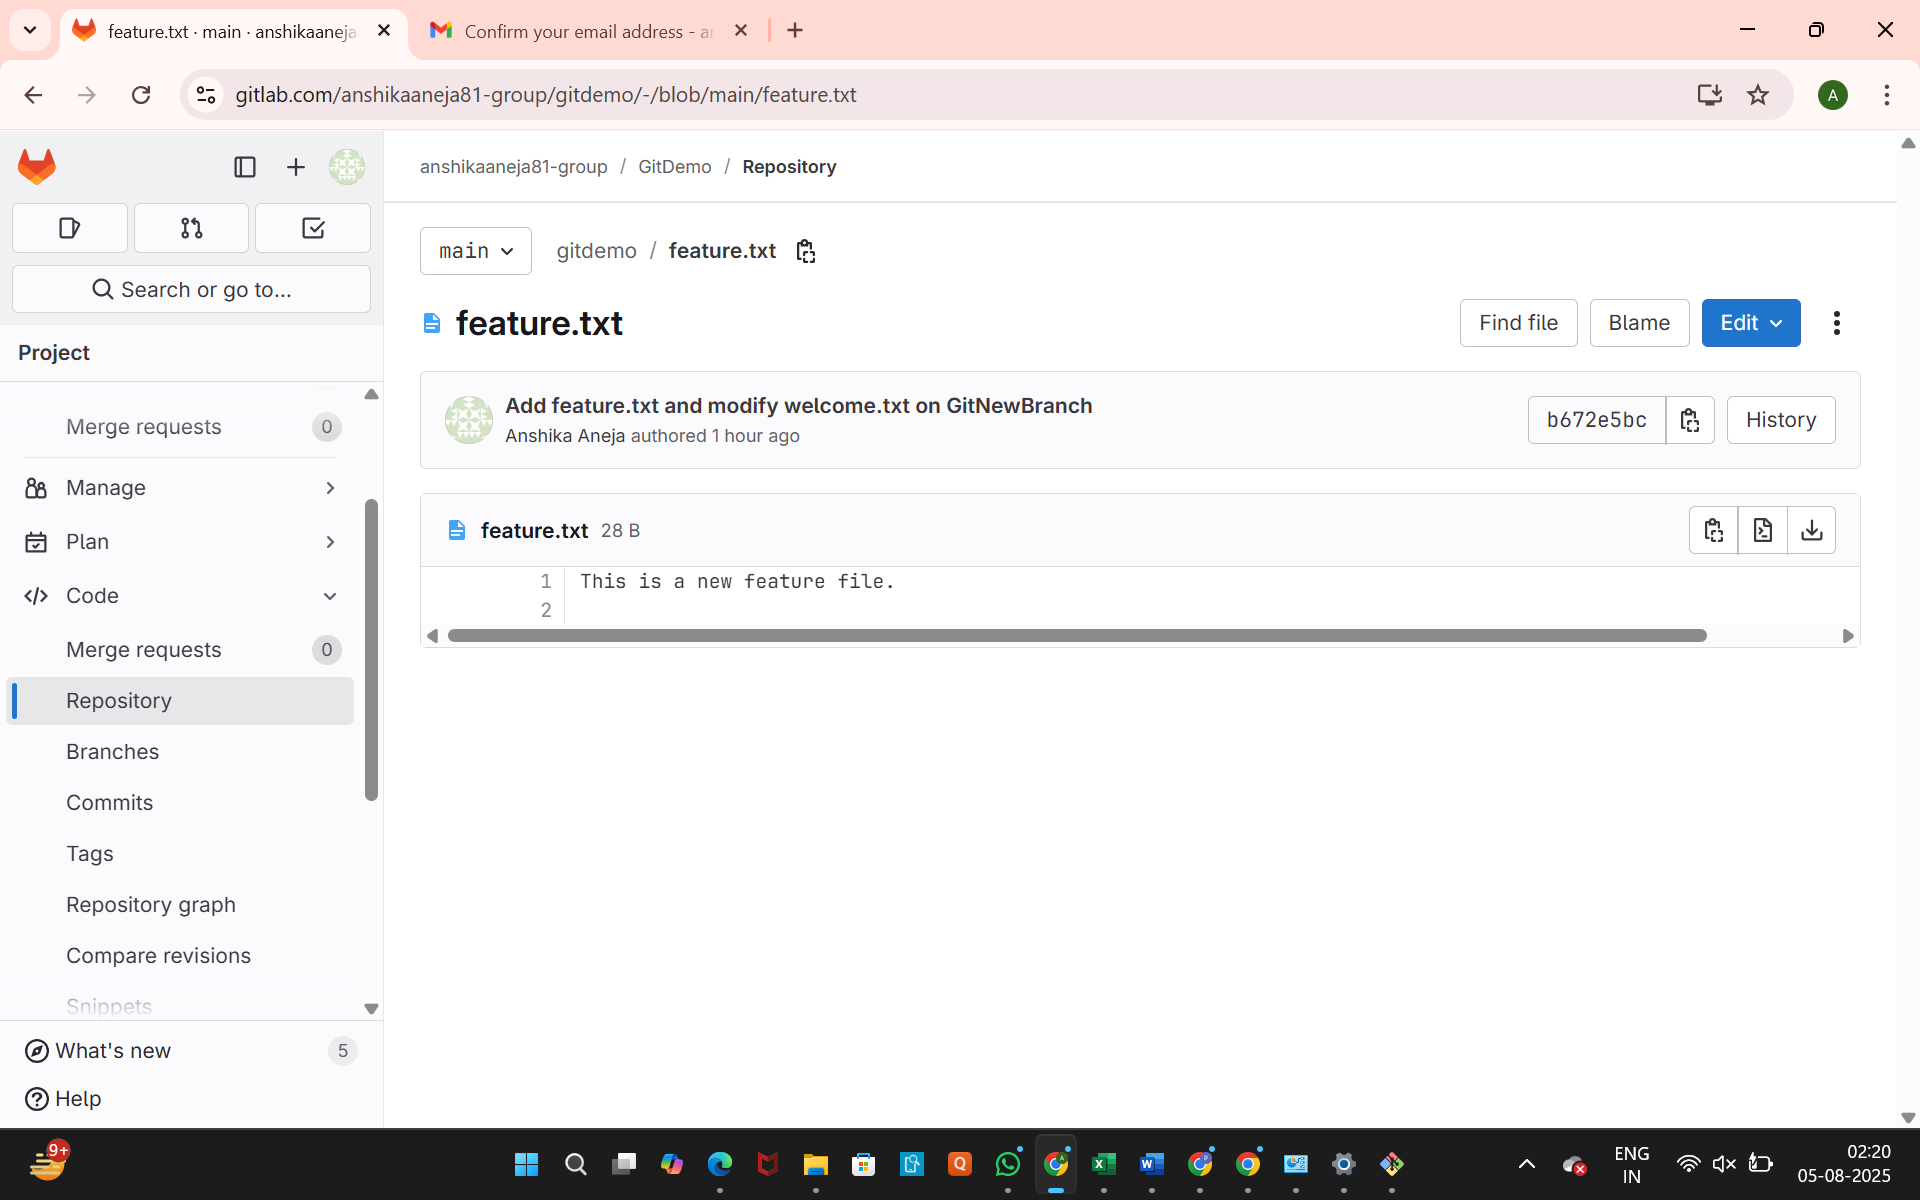 feature.txt · main · anshikaaneja
Confirm your email address - an
gitlab.com/anshikaaneja81-group/gitdemo/-/blob/main/feature.txt
A
anshikaaneja81-group / GitDemo / Repository
Search or go to...
main
gitdemo / feature.txt
feature.txt
Find file
Blame
Edit
Project
Add feature.txt and modify welcome.txt on GitNewBranch
Anshika Aneja authored 1 hour ago
b672e5bc
History
Merge requests 0
Manage
Plan
Code
Merge requests 0
Repository
Branches
Commits
Tags
Repository graph
Compare revisions
Snippets
What's new 5
Help
feature.txt 28 B
1 This is a new feature file.
2
9+
ENG
IN
02:20
05-08-2025